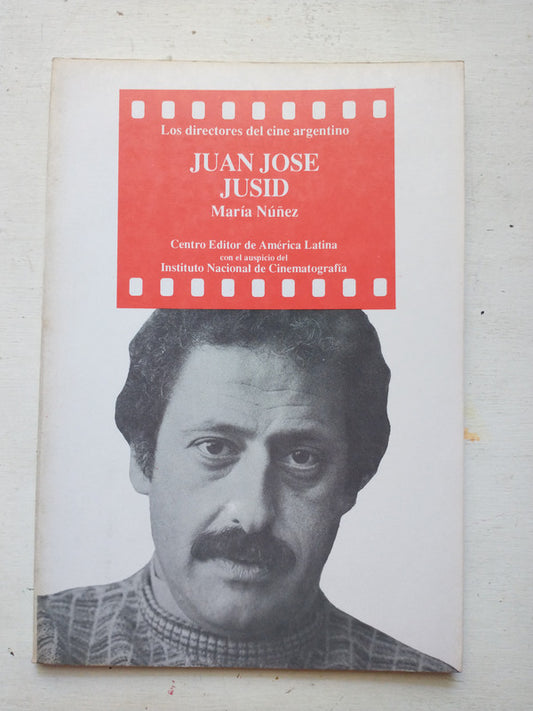 Los directores del cine argentino
JUAN JOSE
JUSID
María Núñez
Centro Editor de América Latina
con el auspicio del
Instituto Nacional de Cinematografía